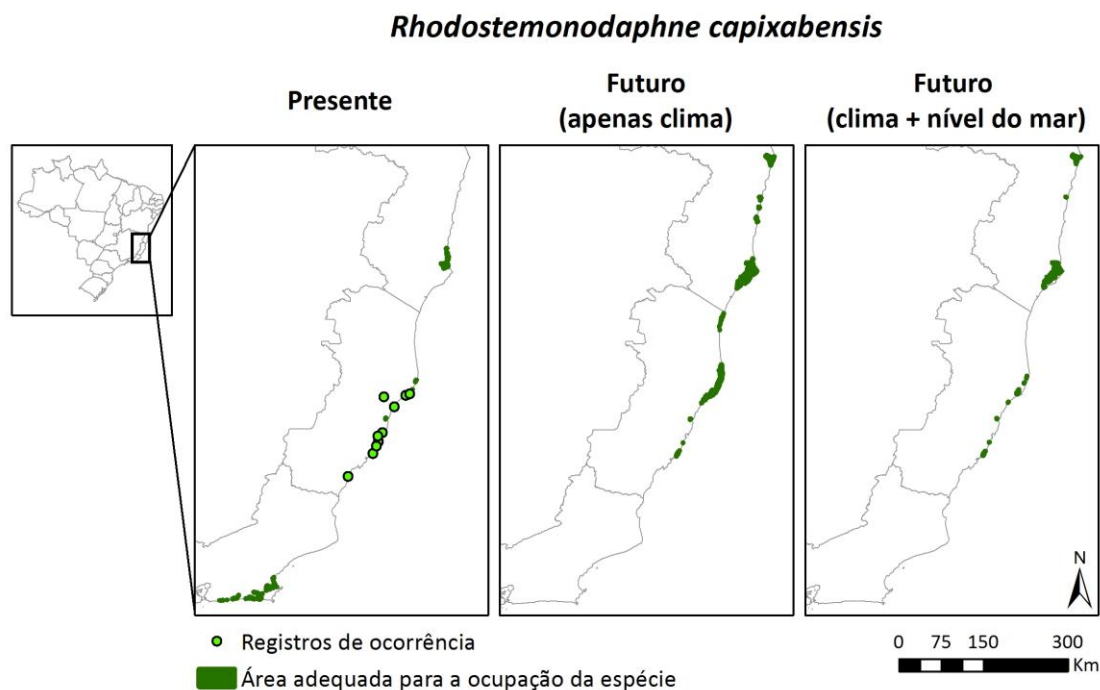 Rhodostemonodaphne capixabensis
Presente
Futuro
(apenas clima)
Futuro
(clima + nível do mar)
N
Registros de ocorrência
Área adequada para a ocupação da espécie
0 75 150 300
Km